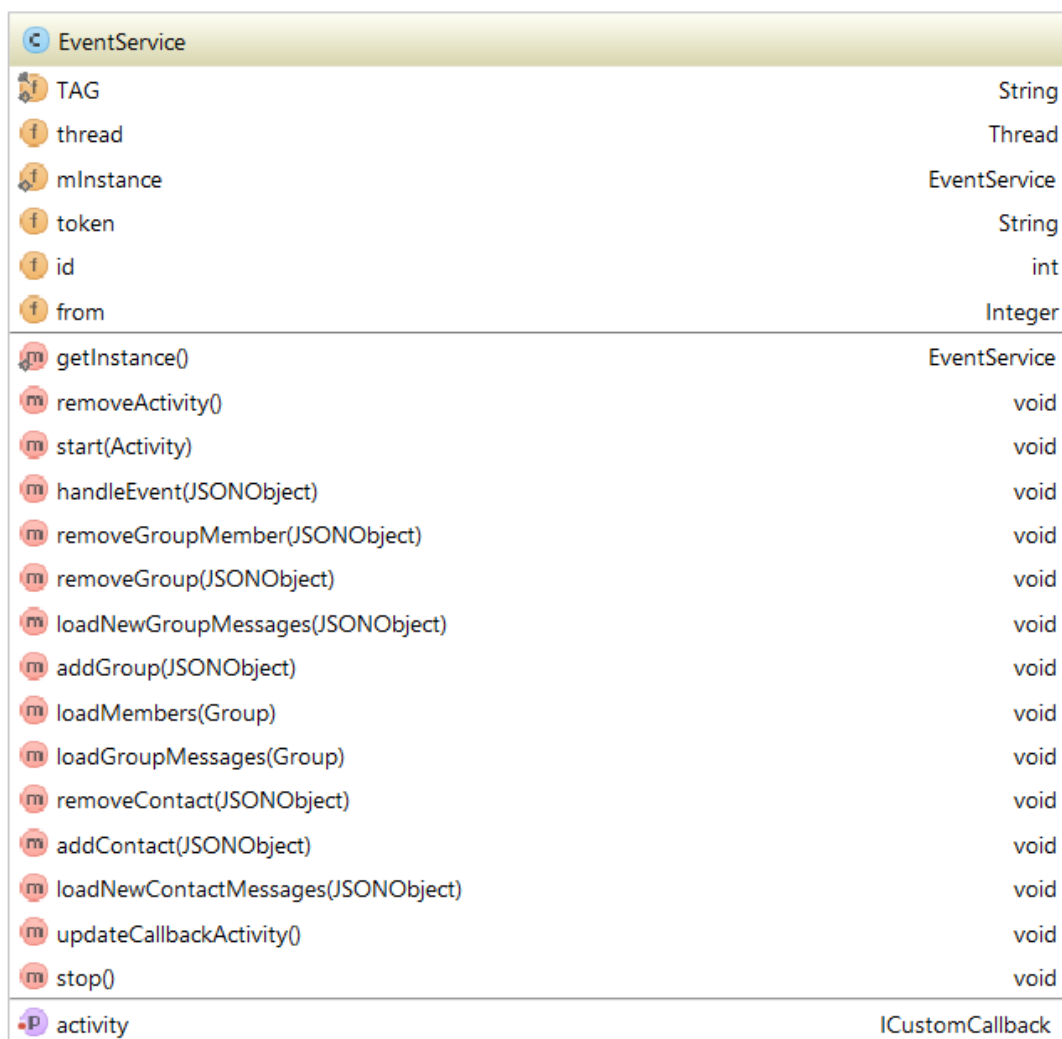 C EventService
f TAG String
f thread Thread
f mInstance EventService
f token String
f id int
f from Integer
m getInstance() EventService
m removeActivity() void
m start(Activity) void
m handleEvent(JSONObject) void
m removeGroupMember(JSONObject) void
m removeGroup(JSONObject) void
m loadNewGroupMessages(JSONObject) void
m addGroup(JSONObject) void
m loadMembers(Group) void
m loadGroupMessages(Group) void
m removeContact(JSONObject) void
m addContact(JSONObject) void
m loadNewContactMessages(JSONObject) void
m updateCallbackActivity() void
m stop() void
P activity ICustomCallback